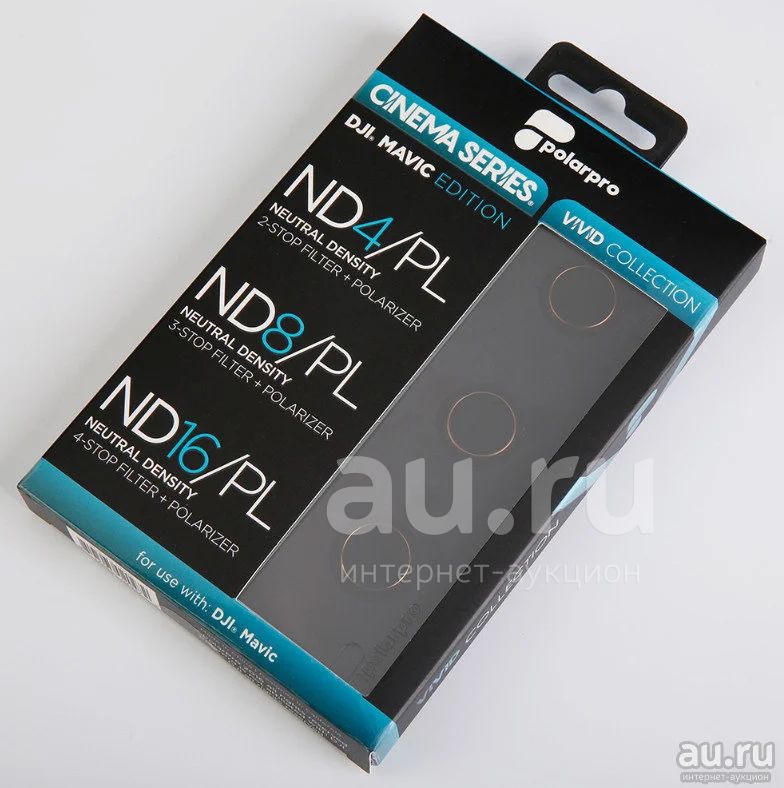 polarpro
CINEMA SERIES®
DJI® MAVIC EDITION
VIVID COLLECTION
ND4/PL
NEUTRAL DENSITY
2-STOP FILTER + POLARIZER
ND8/PL
NEUTRAL DENSITY
3-STOP FILTER + POLARIZER
ND16/PL
NEUTRAL DENSITY
4-STOP FILTER + POLARIZER
for use with: DJI® Mavic
VIVID COLLECTION
au.ru
интернет-аукцион
au.ru
интернет-аукцион